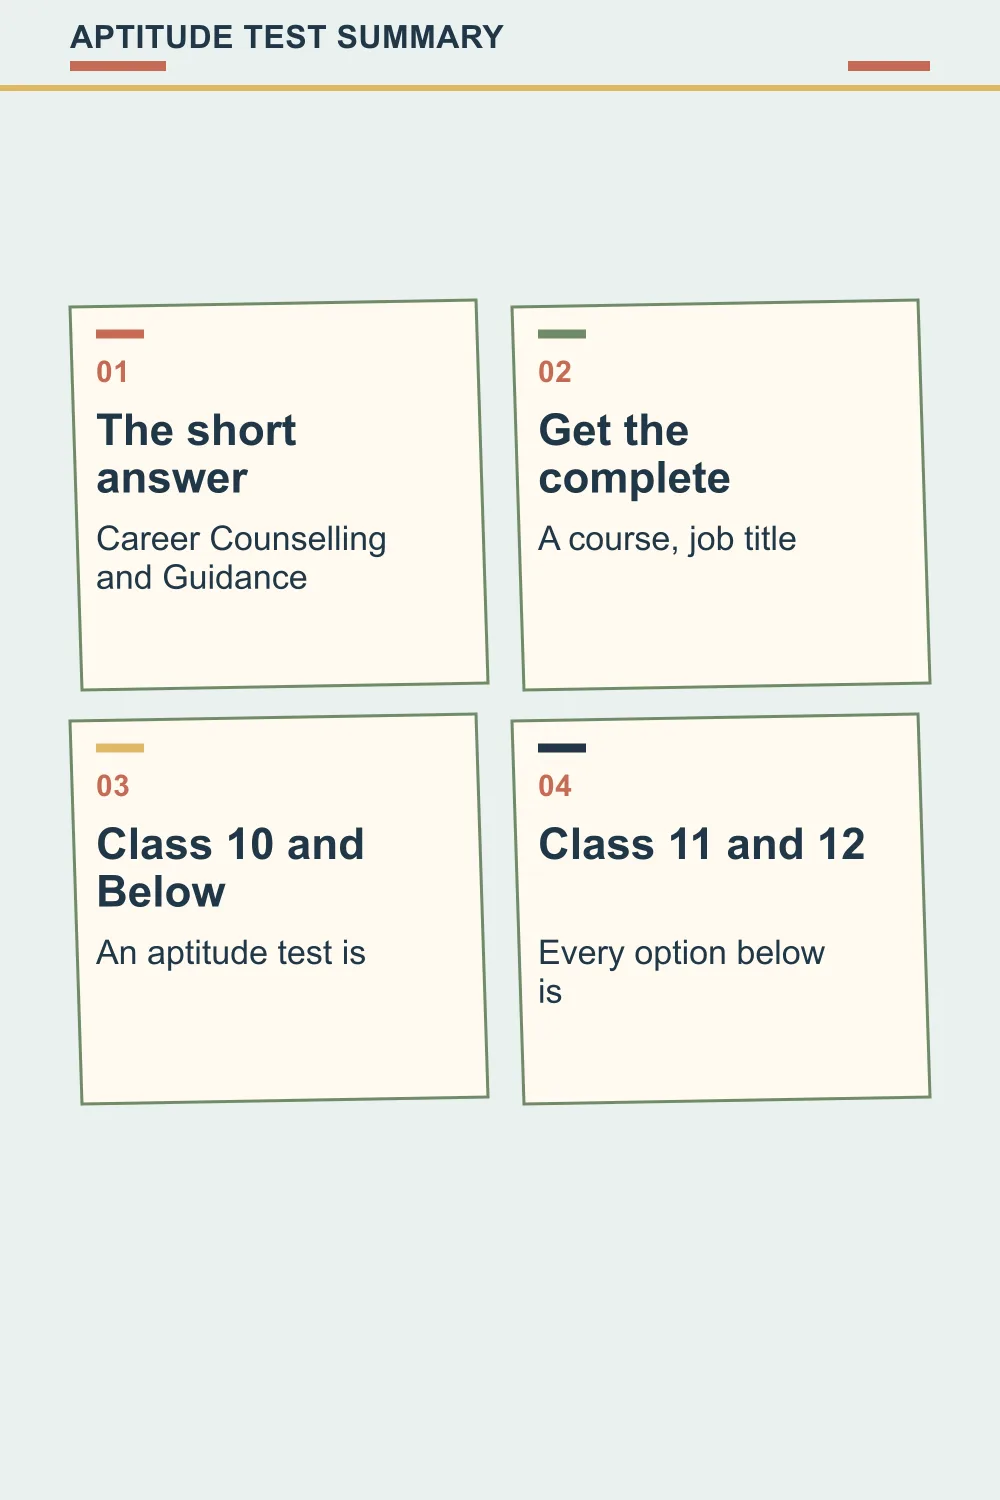 APTITUDE TEST SUMMARY
01
The short
answer
Career Counselling
and Guidance
02
Get the
complete
A course, job title
03
Class 10 and
Below
An aptitude test is
04
Class 11 and 12
Every option below
is